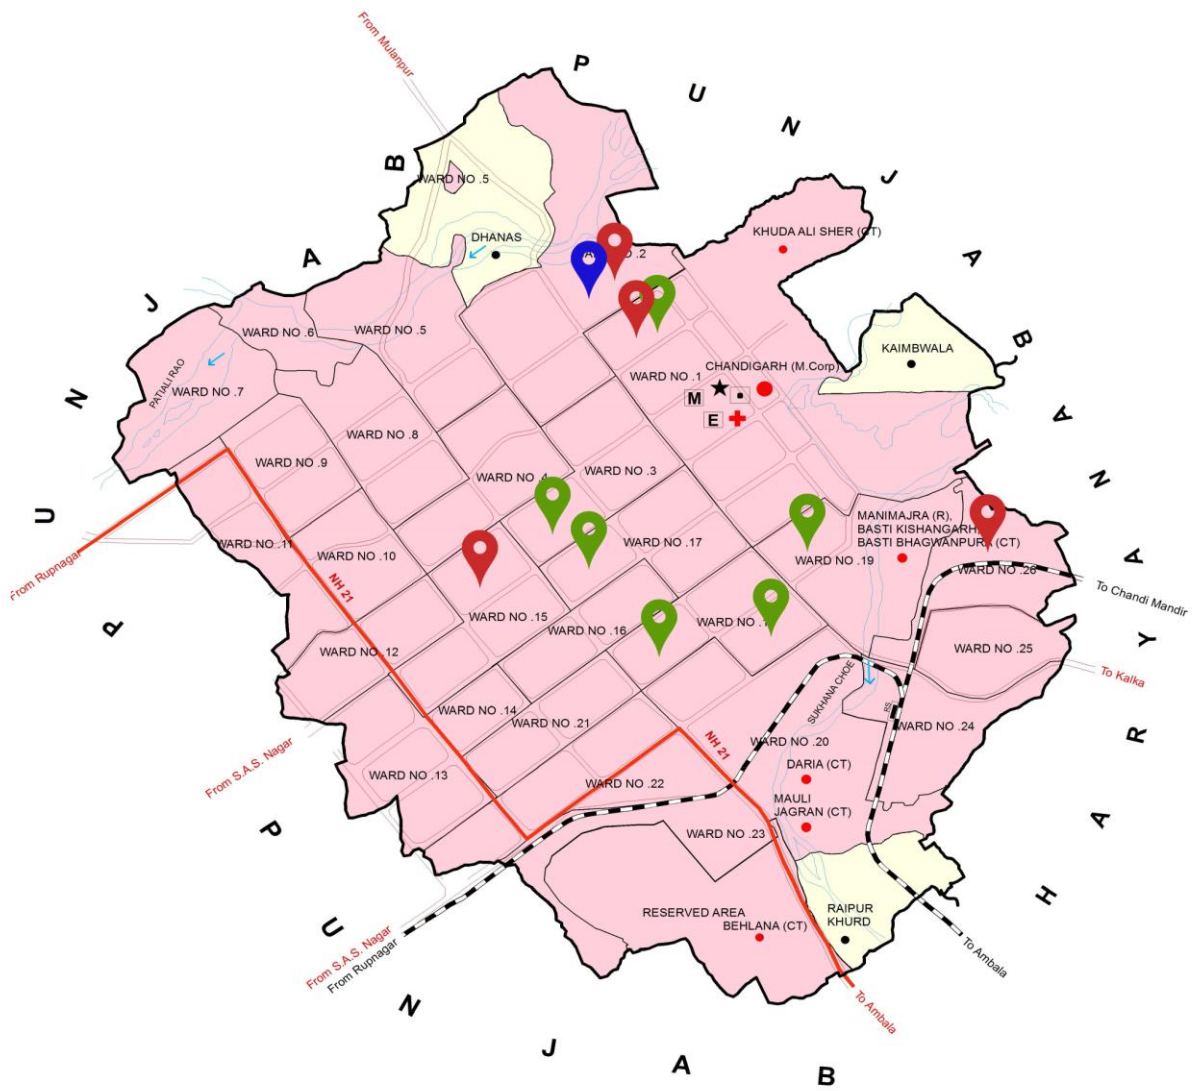 From Mulanpur
P
U
N
J
A
B
B
A
J
N
U
P
WARD NO .5
DHANAS
KHUDA ALI SHER (CT)
.2
WARD NO .6
WARD NO .5
KAIMBWALA
PATIALI RAO
WARD NO .7
WARD NO .1
CHANDIGARH (M.Corp)
M
E
WARD NO .8
WARD NO .9
WARD NO .4
WARD NO .3
WARD NO .11
WARD NO .10
WARD NO .17
MANIMAJRA (R),
BASTI KISHANGARH,
BASTI BHAGWANPURA (CT)
WARD NO .19
WARD NO .26
From Rupnagar
NH 21
To Chandi Mandir
WARD NO .15
WARD NO .16
WARD NO
WARD NO .12
WARD NO .25
To Kalka
SUKHANA CHOE
RS
WARD NO .14
WARD NO .21
WARD NO .24
NH 21
WARD NO .20
From S.A.S. Nagar
DARIA (CT)
WARD NO .13
WARD NO .22
MAULI
JAGRAN (CT)
WARD NO .23
RESERVED AREA
BEHLANA (CT)
RAIPUR
KHURD
From S.A.S. Nagar
From Rupnagar
To Ambala
To Ambala
P
U
N
J
A
B
H
A
R
Y
A
N
A